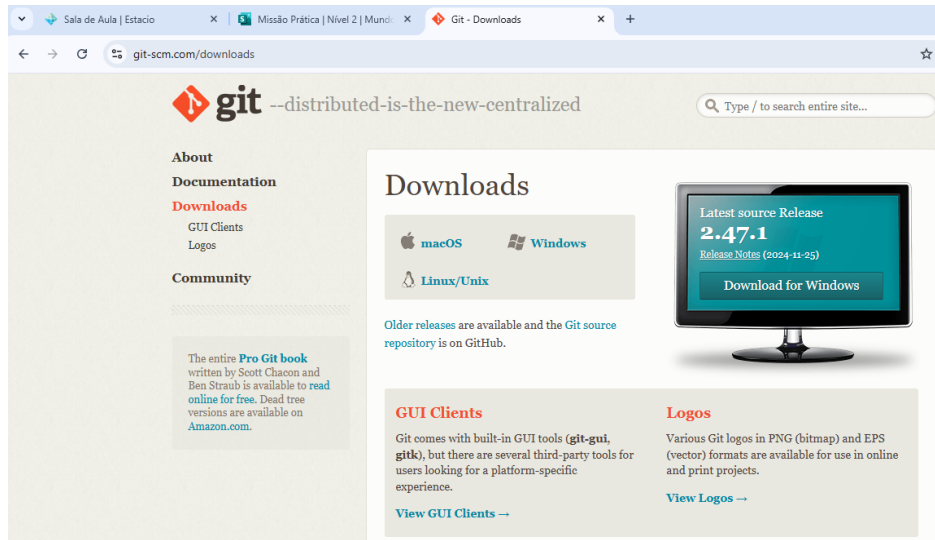 Sala de Aula | Estacio
Missão Prática | Nível 2 | Mund
Git - Downloads
git-scm.com/downloads
git --distributed-is-the-new-centralized
Type / to search entire site...
About
Documentation
Downloads
GUI Clients
Logos
Community
The entire Pro Git book
written by Scott Chacon and
Ben Straub is available to read
online for free. Dead tree
versions are available on
Amazon.com.
Downloads
macOS
Windows
Linux/Unix
Older releases are available and the Git source
repository is on GitHub.
Latest source Release
2.47.1
Release Notes (2024-11-25)
Download for Windows
GUI Clients
Git comes with built-in GUI tools (git-gui,
gitk), but there are several third-party tools for
users looking for a platform-specific
experience.
View GUI Clients →
Logos
Various Git logos in PNG (bitmap) and EPS
(vector) formats are available for use in online
and print projects.
View Logos →